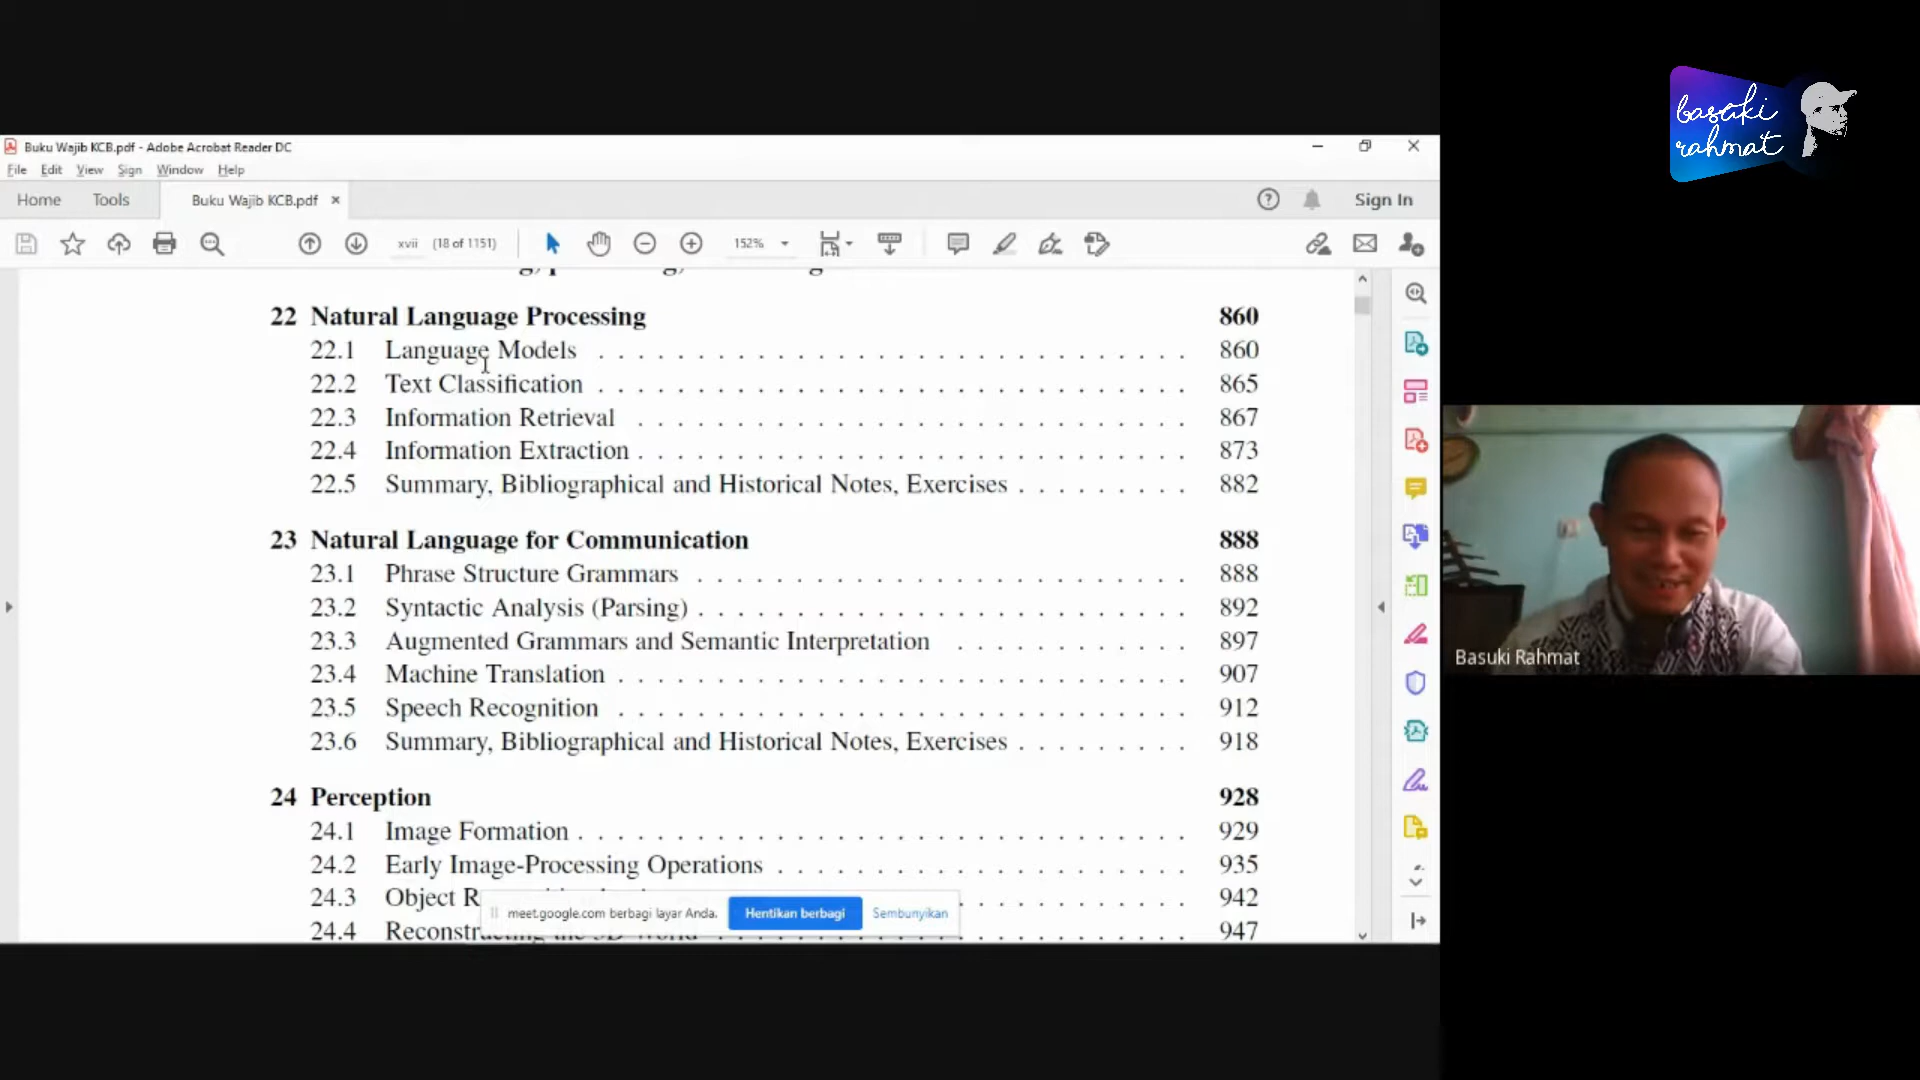 basuki
rahmat
Buku Wajib KCB.pdf - Adobe Acrobat Reader DC
File Edit View Sign Window Help
Home Tools Buku Wajib KCB.pdf × Sign In
xvii (18 of 1151) 152%
22 Natural Language Processing 860
22.1 Language Models . . . . . . . . . . . . . . . . . . . . . . . 860
22.2 Text Classification . . . . . . . . . . . . . . . . . . . . . . . 865
22.3 Information Retrieval . . . . . . . . . . . . . . . . . . . . . 867
22.4 Information Extraction . . . . . . . . . . . . . . . . . . . . . 873
22.5 Summary, Bibliographical and Historical Notes, Exercises . . . . . . . . . 882
23 Natural Language for Communication 888
23.1 Phrase Structure Grammars . . . . . . . . . . . . . . . . . . . 888
23.2 Syntactic Analysis (Parsing) . . . . . . . . . . . . . . . . . . . 892
23.3 Augmented Grammars and Semantic Interpretation . . . . . . . . . 897
23.4 Machine Translation . . . . . . . . . . . . . . . . . . . . . . 907
23.5 Speech Recognition . . . . . . . . . . . . . . . . . . . . . . 912
23.6 Summary, Bibliographical and Historical Notes, Exercises . . . . . . . . . 918
24 Perception 928
24.1 Image Formation . . . . . . . . . . . . . . . . . . . . . . . . 929
24.2 Early Image-Processing Operations . . . . . . . . . . . . . . . . 935
24.3 Object . . . . . . . . . 942
24.4 . . . . . . . . . 947
meet.google.com berbagi layar Anda. Hentikan berbagi Sembunyikan
Basuki Rahmat